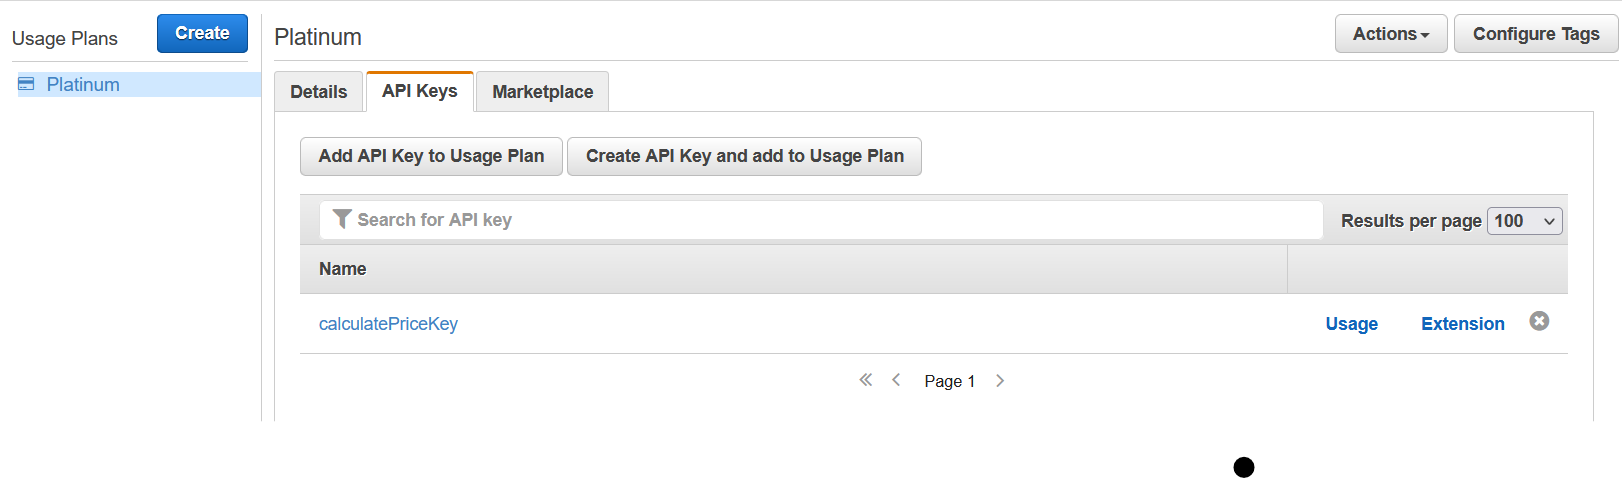 Usage Plans
Create
Platinum
Platinum
Actions
Configure Tags
Details
API Keys
Marketplace
Add API Key to Usage Plan
Create API Key and add to Usage Plan
Search for API key
Results per page
100
Name
calculatePriceKey
Usage
Extension
Page 1